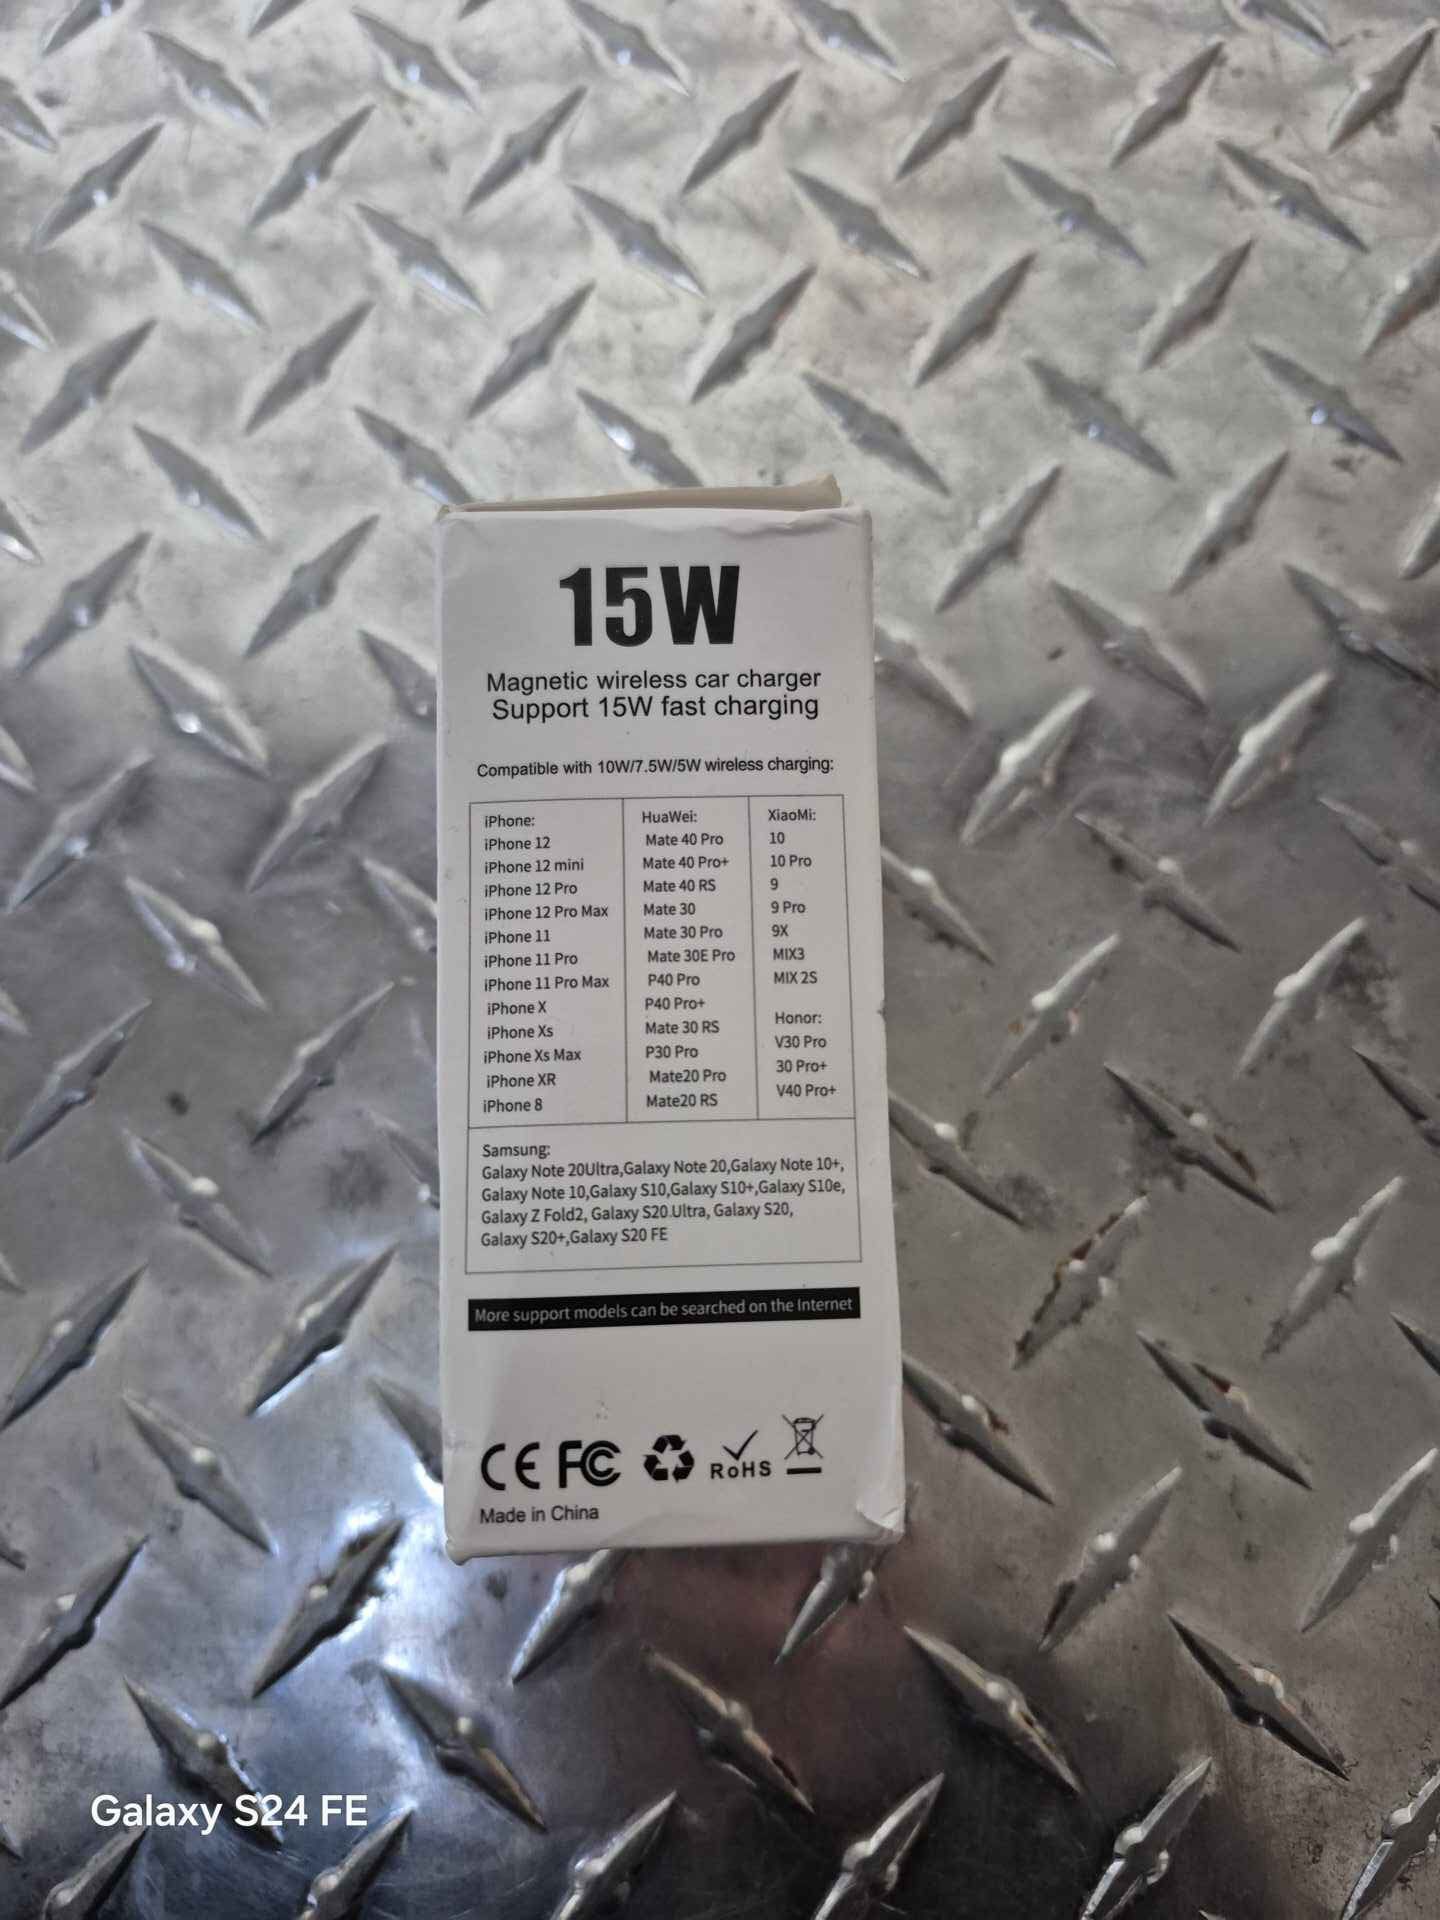 15W
Magnetic wireless car charger
Support 15W fast charging
Compatible with 10W/7.5W/5W wireless charging:
iPhone:
iPhone 12
iPhone 12 mini
iPhone 12 Pro
iPhone 12 Pro Max
iPhone 11
iPhone 11 Pro
iPhone 11 Pro Max
iPhone X
iPhone Xs
iPhone Xs Max
iPhone XR
iPhone 8
HuaWei:
Mate 40 Pro
Mate 40 Pro+
Mate 40 RS
Mate 30
Mate 30 Pro
Mate 30E Pro
P40 Pro
P40 Pro+
Mate 30 RS
P30 Pro
Mate20 Pro
Mate20 RS
XiaoMi:
10
10 Pro
9
9 Pro
9X
MIX3
MIX 2S
Honor:
V30 Pro
30 Pro+
V40 Pro+
Samsung:
Galaxy Note 20Ultra,Galaxy Note 20,Galaxy Note 10+,
Galaxy Note 10,Galaxy S10,Galaxy S10+,Galaxy S10e,
Galaxy Z Fold2, Galaxy S20 Ultra, Galaxy S20,
Galaxy S20+,Galaxy S20 FE
More support models can be searched on the Internet
CE FC RoHS
Made in China
Galaxy S24 FE